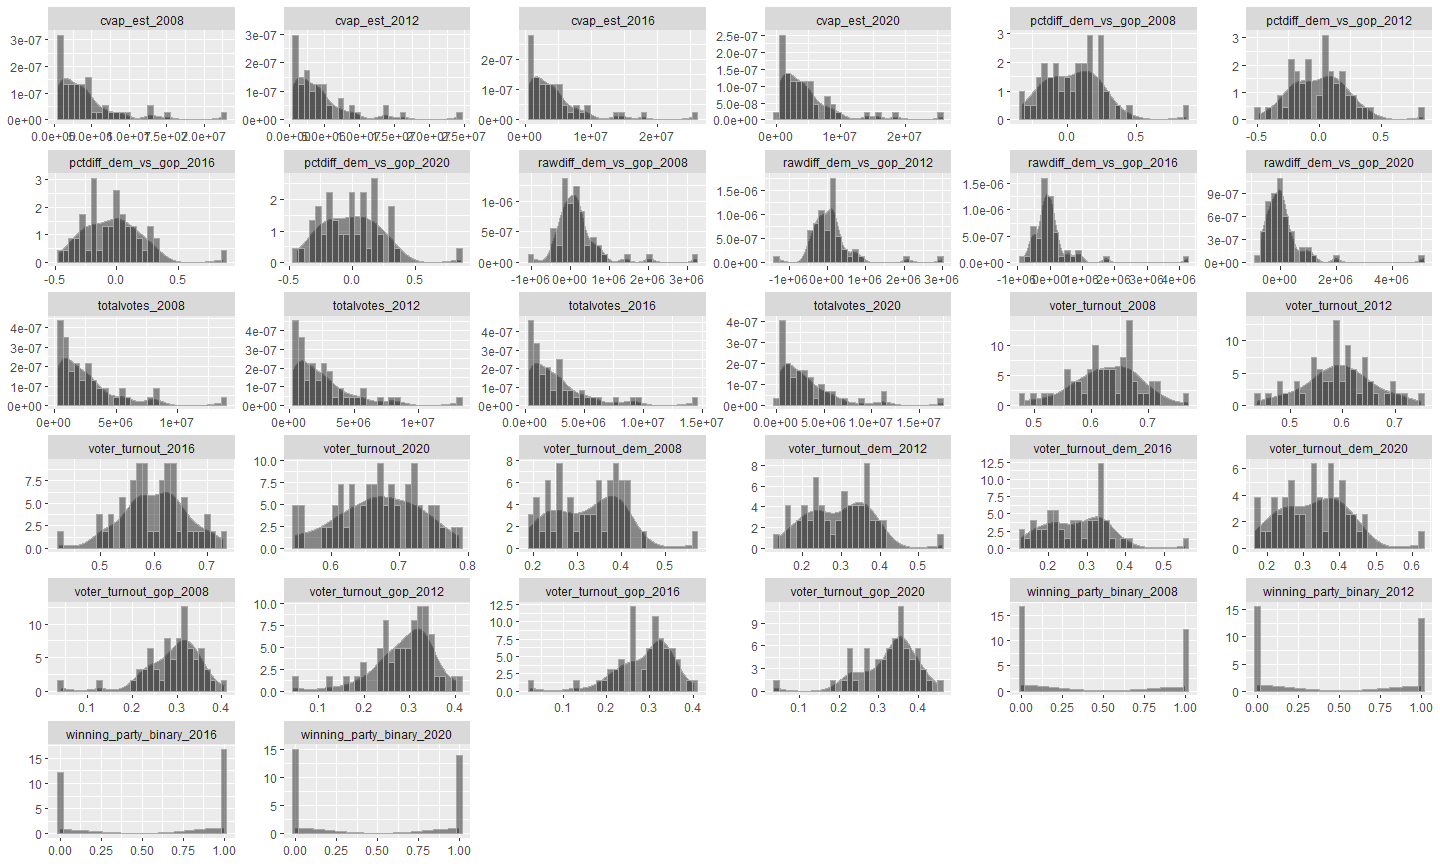 cvap_est_2008 cvap_est_2012 cvap_est_2016 cvap_est_2020 pctdiff_dem_vs_gop_2008 pctdiff_dem_vs_gop_2012
3e-07 2e-07 1e-07 0e+00
3e-07 2e-07 1e-07 0e+00
2e-07 1e-07 0e+00
2.5e-07 2.0e-07 1.5e-07 1.0e-07 5.0e-08 0e+00
3 2 1 0
3 2 1 0
0e+00 1e+07 2e+07
0e+00 1e+07 2e+07
0.0 0.5
-0.5 0.0 0.5
pctdiff_dem_vs_gop_2016 pctdiff_dem_vs_gop_2020 rawdiff_dem_vs_gop_2008 rawdiff_dem_vs_gop_2012 rawdiff_dem_vs_gop_2016 rawdiff_dem_vs_gop_2020
3 2 1 0
2 1 0
1e-06 5e-07 0e+00
1.5e-06 1.0e-06 5.0e-07 0.0e+00
1.5e-06 1.0e-06 5.0e-07 0.0e+00
9e-07 6e-07 3e-07 0e+00
-0.5 0.0 0.5
-0.5 0.0 0.5
-1e+06 0e+00 1e+06 2e+06 3e+06
-1e+06 0e+00 1e+06 2e+06 3e+06
-1e+06 0e+00 1e+06 2e+06 3e+06 4e+06
0e+00 2e+06 4e+06
totalvotes_2008 totalvotes_2012 totalvotes_2016 totalvotes_2020 voter_turnout_2008 voter_turnout_2012
4e-07 3e-07 2e-07 1e-07 0e+00
4e-07 3e-07 2e-07 1e-07 0e+00
4e-07 3e-07 2e-07 1e-07 0e+00
4e-07 3e-07 2e-07 1e-07 0e+00
10 5 0
10 5 0
0e+00 5e+06 1e+07
0e+00 5e+06 1e+07
0.0e+00 5.0e+06 1.0e+07 1.5e+07
0.0e+00 5.0e+06 1.0e+07 1.5e+07
0.5 0.6 0.7
0.5 0.6 0.7
voter_turnout_2016 voter_turnout_2020 voter_turnout_dem_2008 voter_turnout_dem_2012 voter_turnout_dem_2016 voter_turnout_dem_2020
7.5 5.0 2.5 0.0
10.0 7.5 5.0 2.5 0.0
8 6 4 2 0
8 6 4 2 0
12.5 10.0 7.5 5.0 2.5 0.0
6 4 2 0
0.5 0.6 0.7
0.6 0.7 0.8
0.2 0.3 0.4 0.5
0.2 0.3 0.4 0.5
0.2 0.3 0.4 0.5
0.2 0.3 0.4 0.5 0.6
voter_turnout_gop_2008 voter_turnout_gop_2012 voter_turnout_gop_2016 voter_turnout_gop_2020 winning_party_binary_2008 winning_party_binary_2012
10 5 0
10.0 7.5 5.0 2.5 0.0
12.5 10.0 7.5 5.0 2.5 0.0
9 6 3 0
15 10 5 0
15 10 5 0
0.1 0.2 0.3 0.4
0.1 0.2 0.3 0.4
0.0 0.1 0.2 0.3 0.4
0.1 0.2 0.3 0.4
0.00 0.25 0.50 0.75 1.00
0.00 0.25 0.50 0.75 1.00
winning_party_binary_2016 winning_party_binary_2020
15 10 5 0
15 10 5 0
0.00 0.25 0.50 0.75 1.00
0.00 0.25 0.50 0.75 1.00